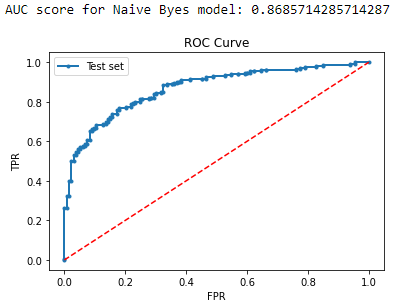 AUC score for Naive Byes model: 0.8685714285714287
ROC Curve
Test set
1.0
0.8
0.6
0.4
0.2
0.0
TPR
0.0 0.2 0.4 0.6 0.8 1.0
FPR